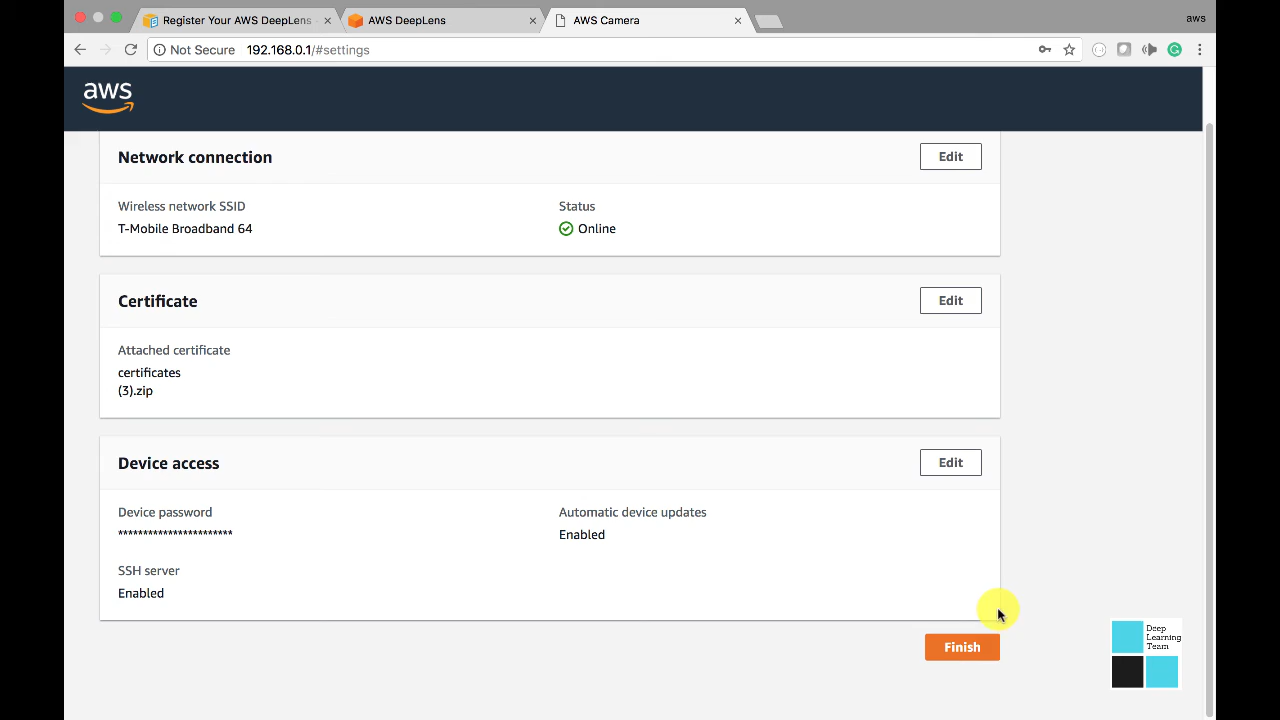 Register Your AWS DeepLens
AWS DeepLens
AWS Camera
aws
Not Secure
192.168.0.1/#settings
aws
Network connection
Edit
Wireless network SSID
Status
T-Mobile Broadband 64
Online
Certificate
Edit
Attached certificate
certificates
(3).zip
Device access
Edit
Device password
Automatic device updates
***********************
Enabled
SSH server
Enabled
Finish
Deep
Learning
Team